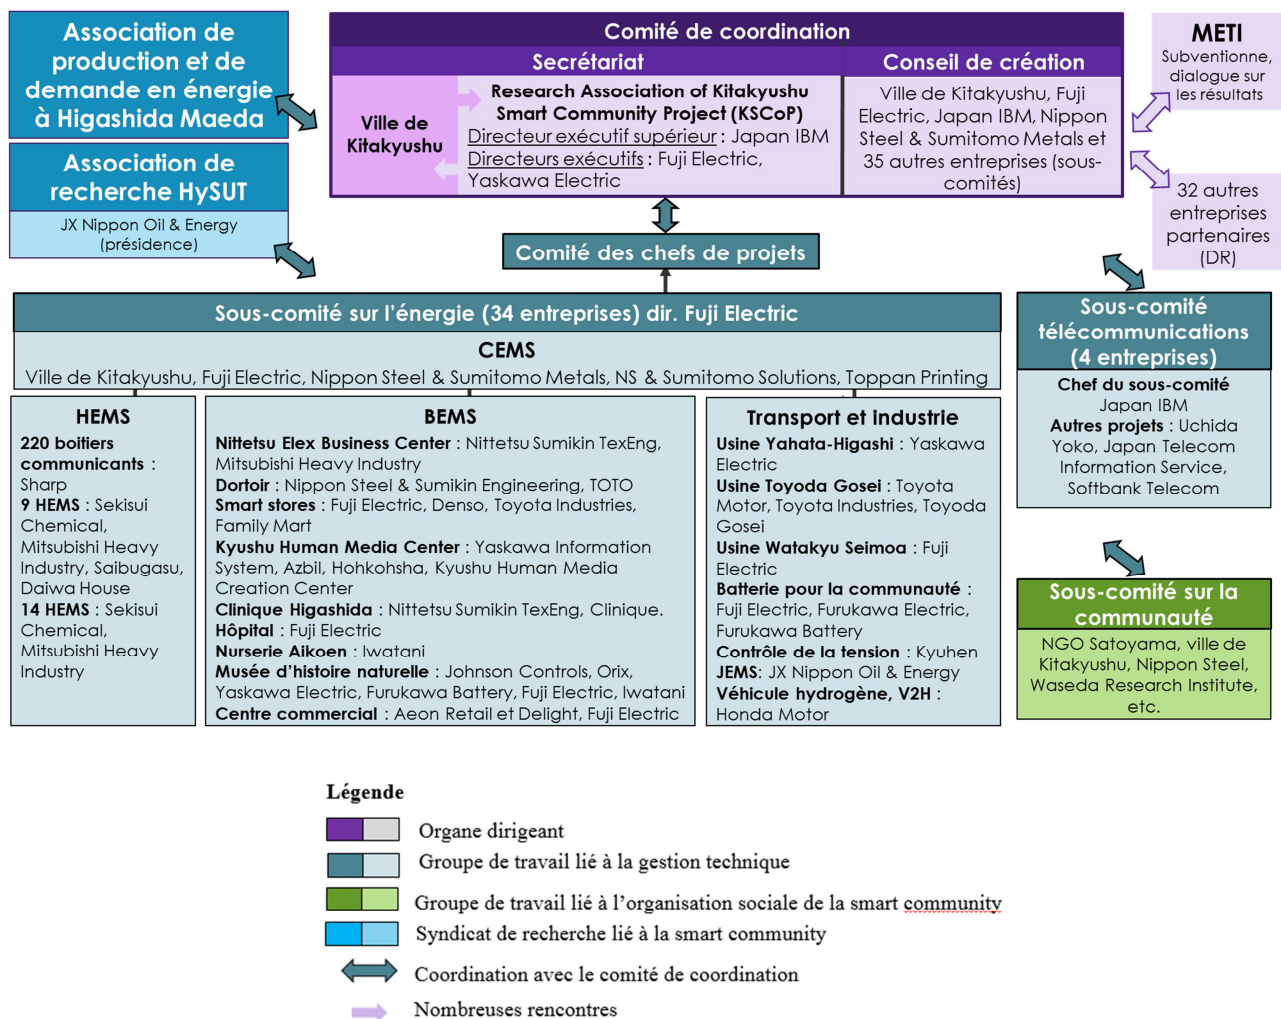 Association de
production et de
demande en énergie
à Higashida Maeda
Association de
recherche HySUT
JX Nippon Oil & Energy
(présidence)
Comité de coordination
Secrétariat
Ville de
Kitakyushu
Research Association of Kitakyushu
Smart Community Project (KSCoP)
Directeur exécutif supérieur : Japan IBM
Directeurs exécutifs : Fuji Electric,
Yaskawa Electric
Conseil de création
Ville de Kitakyushu, Fuji
Electric, Japan IBM, Nippon
Steel & Sumitomo Metals et
35 autres entreprises (sous-
comités)
METI
Subventionne,
dialogue sur
les résultats
32 autres
entreprises
partenaires
(DR)
Comité des chefs de projets
Sous-comité sur l'énergie (34 entreprises) dir. Fuji Electric
CEMS
Ville de Kitakyushu, Fuji Electric, Nippon Steel & Sumitomo Metals, NS & Sumitomo Solutions, Toppan Printing
HEMS
220 boitiers
communicants :
Sharp
9 HEMS : Sekisui
Chemical,
Mitsubishi Heavy
Industry, Saibugasu,
Daiwa House
14 HEMS : Sekisui
Chemical,
Mitsubishi Heavy
Industry
BEMS
Nittetsu Elex Business Center : Nittetsu Sumikin TexEng,
Mitsubishi Heavy Industry
Dortoir : Nippon Steel & Sumikin Engineering, TOTO
Smart stores : Fuji Electric, Denso, Toyota Industries,
Family Mart
Kyushu Human Media Center : Yaskawa Information
System, Azbil, Hohkohsha, Kyushu Human Media
Creation Center
Clinique Higashida : Nittetsu Sumikin TexEng, Clinique.
Hôpital : Fuji Electric
Nurserie Aikoen : Iwatani
Musée d'histoire naturelle : Johnson Controls, Orix,
Yaskawa Electric, Furukawa Battery, Fuji Electric, Iwatani
Centre commercial : Aeon Retail et Delight, Fuji Electric
Transport et industrie
Usine Yahata-Higashi : Yaskawa
Electric
Usine Toyoda Gosei : Toyota
Motor, Toyota Industries, Toyoda
Gosei
Usine Watakyu Seimoa : Fuji
Electric
Batterie pour la communauté :
Fuji Electric, Furukawa Electric,
Furukawa Battery
Contrôle de la tension : Kyuhen
JEMS: JX Nippon Oil & Energy
Véhicule hydrogène, V2H :
Honda Motor
Sous-comité
télécommunications
(4 entreprises)
Chef du sous-comité
Japan IBM
Autres projets : Uchida
Yoko, Japan Telecom
Information Service,
Softbank Telecom
Sous-comité sur la
communauté
NGO Satoyama, ville de
Kitakyushu, Nippon Steel,
Waseda Research Institute,
etc.
Légende
Organe dirigeant
Groupe de travail lié à la gestion technique
Groupe de travail lié à l'organisation sociale de la smart community
Syndicat de recherche lié à la smart community
Coordination avec le comité de coordination
Nombreuses rencontres